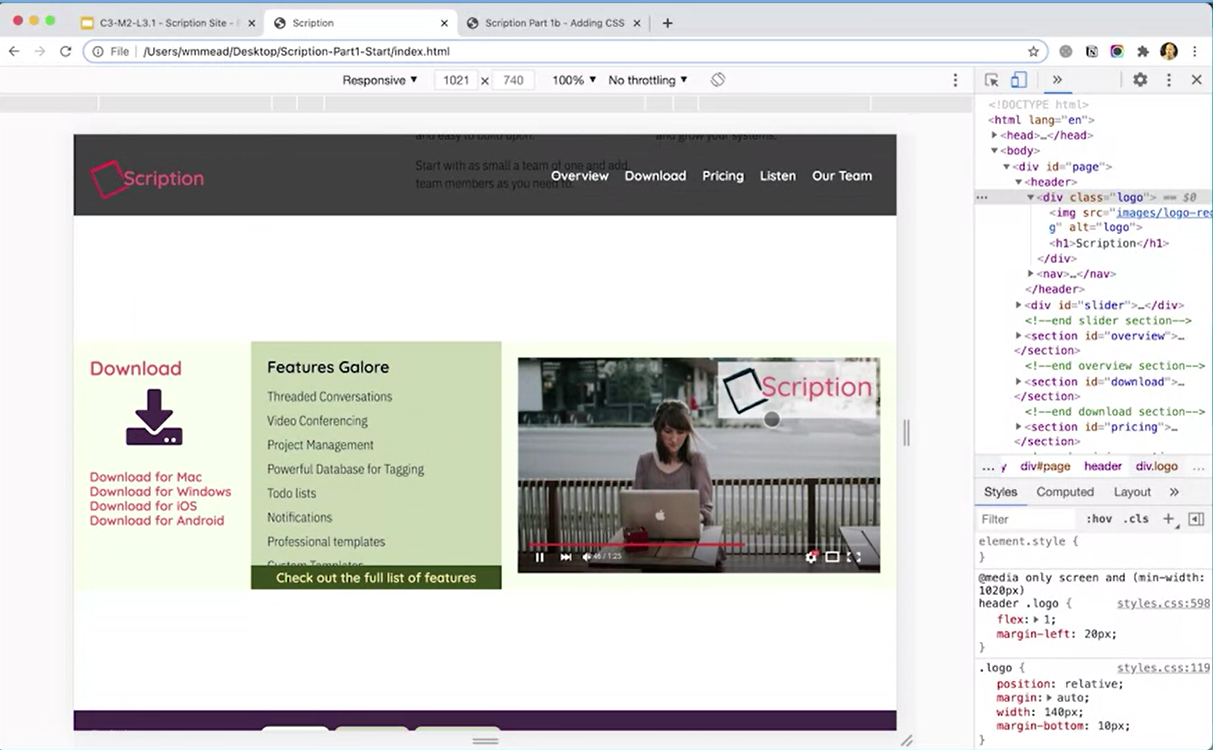 C3-M2-L3.1 - Scription Site -
Scription
Scription Part 1b - Adding CSS
File /Users/wmmead/Desktop/Scription-Part1-Start/index.html
Responsive ▼ 1021 × 740 100% ▼ No throttling ▼
and easy to build upon.
and grow your systems.
Start with as small a team of one and add
team members as you need to.
Scription
Overview Download Pricing Listen Our Team
Download
Download for Mac
Download for Windows
Download for iOS
Download for Android
Features Galore
Threaded Conversations
Video Conferencing
Project Management
Powerful Database for Tagging
Todo lists
Notifications
Professional templates
Custom Templates
Check out the full list of features
Scription
/ 1:25
<!DOCTYPE html>
<html lang="en">
<head>…</head>
<body>
<div id="page">
<header>
<div class="logo"> == $0
<img src="images/logo-red
g" alt="logo">
<h1>Scription</h1>
</div>
<nav>…</nav>
</header>
<div id="slider">…</div>
<!--end slider section-->
<section id="overview">…
</section>
<!--end overview section-->
<section id="download">…
</section>
<!--end download section-->
<section id="pricing">…
</section>
… y div#page header div.logo …
Styles Computed Layout »
Filter :hov .cls +
element.style {
}
@media only screen and (min-width:
1020px)
header .logo { styles.css:598
flex: 1;
margin-left: 20px;
}
.logo { styles.css:119
position: relative;
margin: auto;
width: 140px;
margin-bottom: 10px;
}